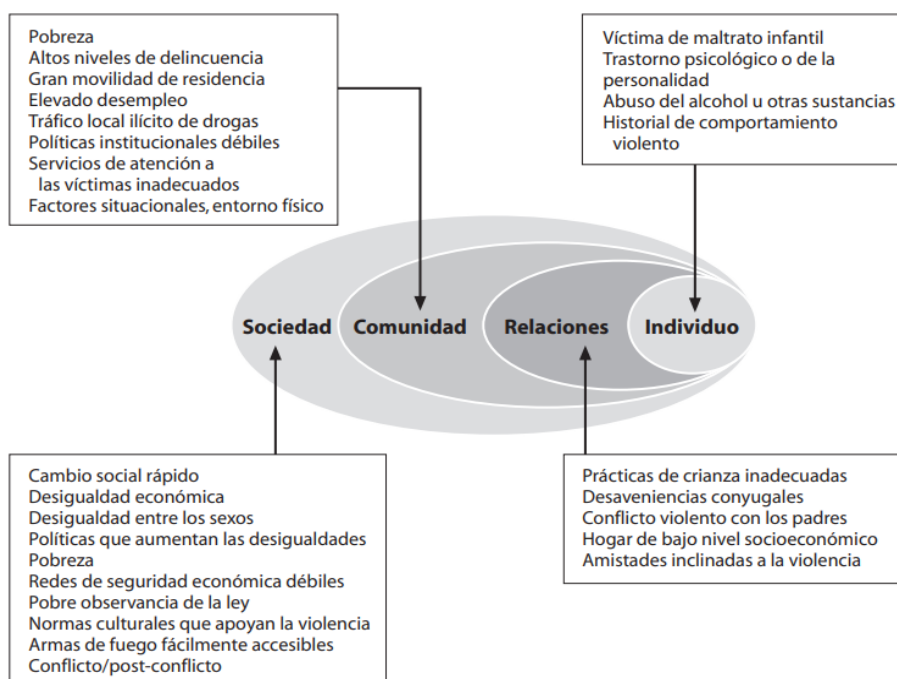 Pobreza
Altos niveles de delincuencia
Gran movilidad de residencia
Elevado desempleo
Tráfico local ilícito de drogas
Políticas institucionales débiles
Servicios de atención a
las víctimas inadecuados
Factores situacionales, entorno físico
Víctima de maltrato infantil
Trastorno psicológico o de la
personalidad
Abuso del alcohol u otras sustancias
Historial de comportamiento
violento
Sociedad Comunidad Relaciones Individuo
Cambio social rápido
Desigualdad económica
Desigualdad entre los sexos
Políticas que aumentan las desigualdades
Pobreza
Redes de seguridad económica débiles
Pobre observancia de la ley
Normas culturales que apoyan la violencia
Armas de fuego fácilmente accesibles
Conflicto/post-conflicto
Prácticas de crianza inadecuadas
Desaveniencias conyugales
Conflicto violento con los padres
Hogar de bajo nivel socioeconómico
Amistades inclinadas a la violencia